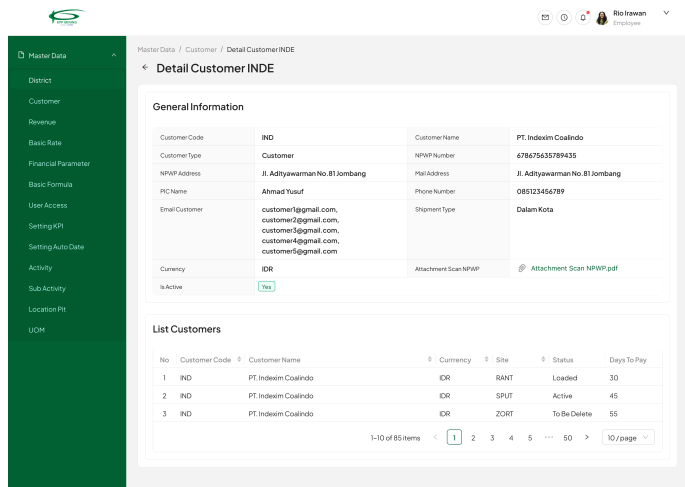 KPP MINING
Rio Irawan
Employee
Master Data
District
Customer
Revenue
Basic Rate
Financial Parameter
Basic Formula
User Access
Setting KPI
Setting Auto Date
Activity
Sub Activity
Location Pit
UOM
Master Data / Customer / Detail Customer INDE
Detail Customer INDE
General Information
Customer Code IND Customer Name PT. Indexim Coalindo
Customer Type Customer NPWP Number 678675635789435
NPWP Address Jl. Adityawarman No.81 Jombang Mail Address Jl. Adityawarman No.81 Jombang
PIC Name Ahmad Yusuf Phone Number 085123456789
Email Customer customer1@gmail.com, Shipment Type Dalam Kota
customer2@gmail.com,
customer3@gmail.com,
customer4@gmail.com,
customer5@gmail.com
Currency IDR Attachment Scan NPWP Attachment Scan NPWP.pdf
Is Active Yes
List Customers
No Customer Code Customer Name Currrency Site Status Days To Pay
1 IND PT. Indexim Coalindo IDR RANT Loaded 30
2 IND PT. Indexim Coalindo IDR SPUT Active 45
3 IND PT. Indexim Coalindo IDR ZORT To Be Delete 55
1-10 of 85 items < 1 2 3 4 5 ••• 50 > 10 / page